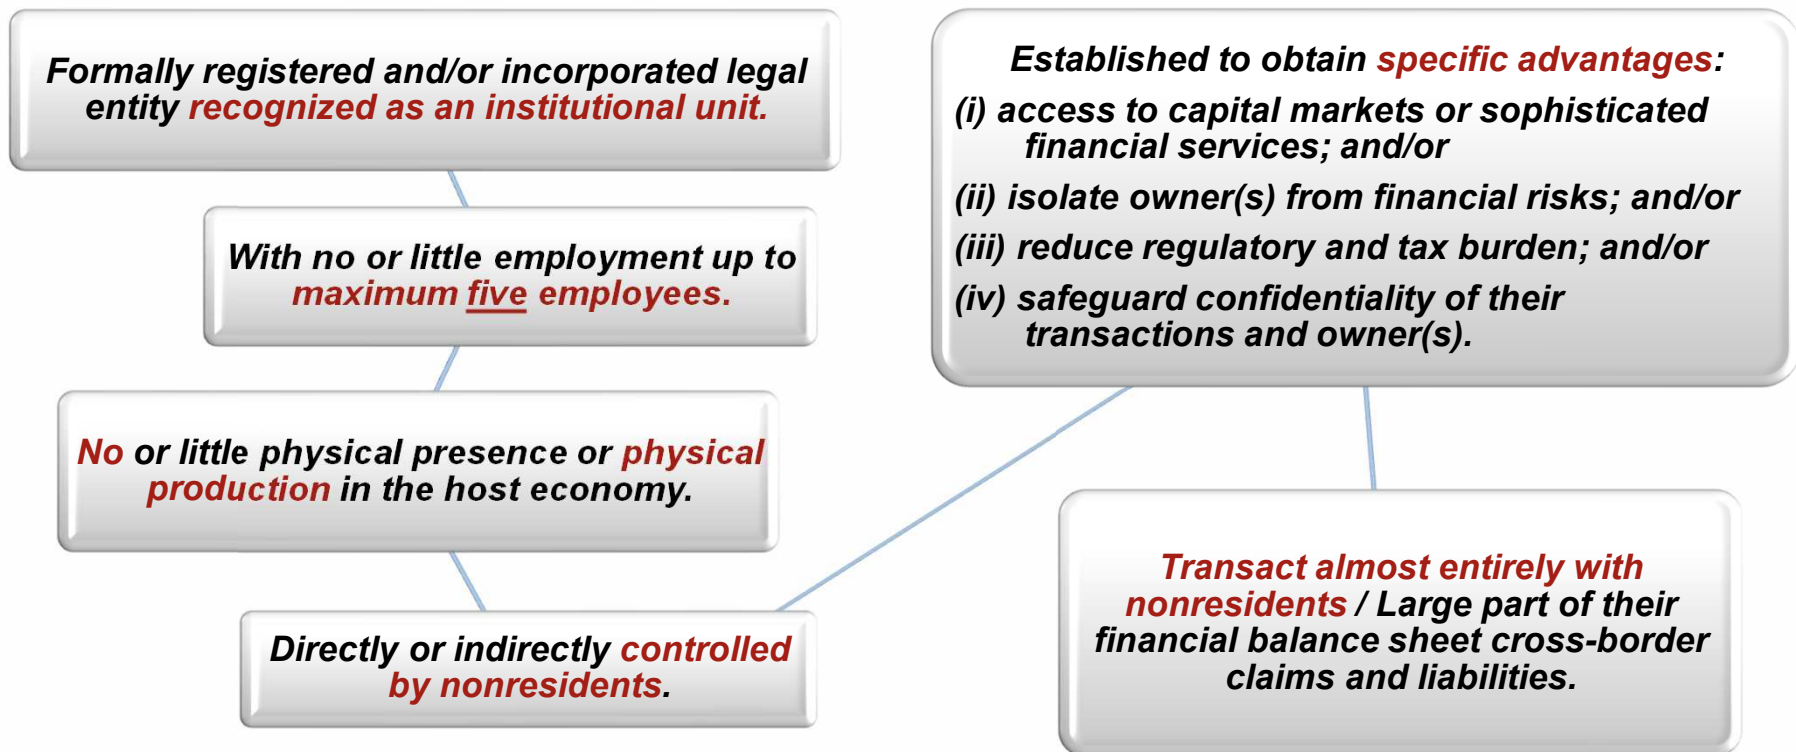 Formally registered and/or incorporated legal
entity recognized as an institutional unit.
With no or little employment up to
maximum five employees.
No or little physical presence or physical
production in the host economy.
Directly or indirectly controlled
by nonresidents.
Established to obtain specific advantages:
(i) access to capital markets or sophisticated
financial services; and/or
(ii) isolate owner(s) from financial risks; and/or
(iii) reduce regulatory and tax burden; and/or
(iv) safeguard confidentiality of their
transactions and owner(s).
Transact almost entirely with
nonresidents / Large part of their
financial balance sheet cross-border
claims and liabilities.